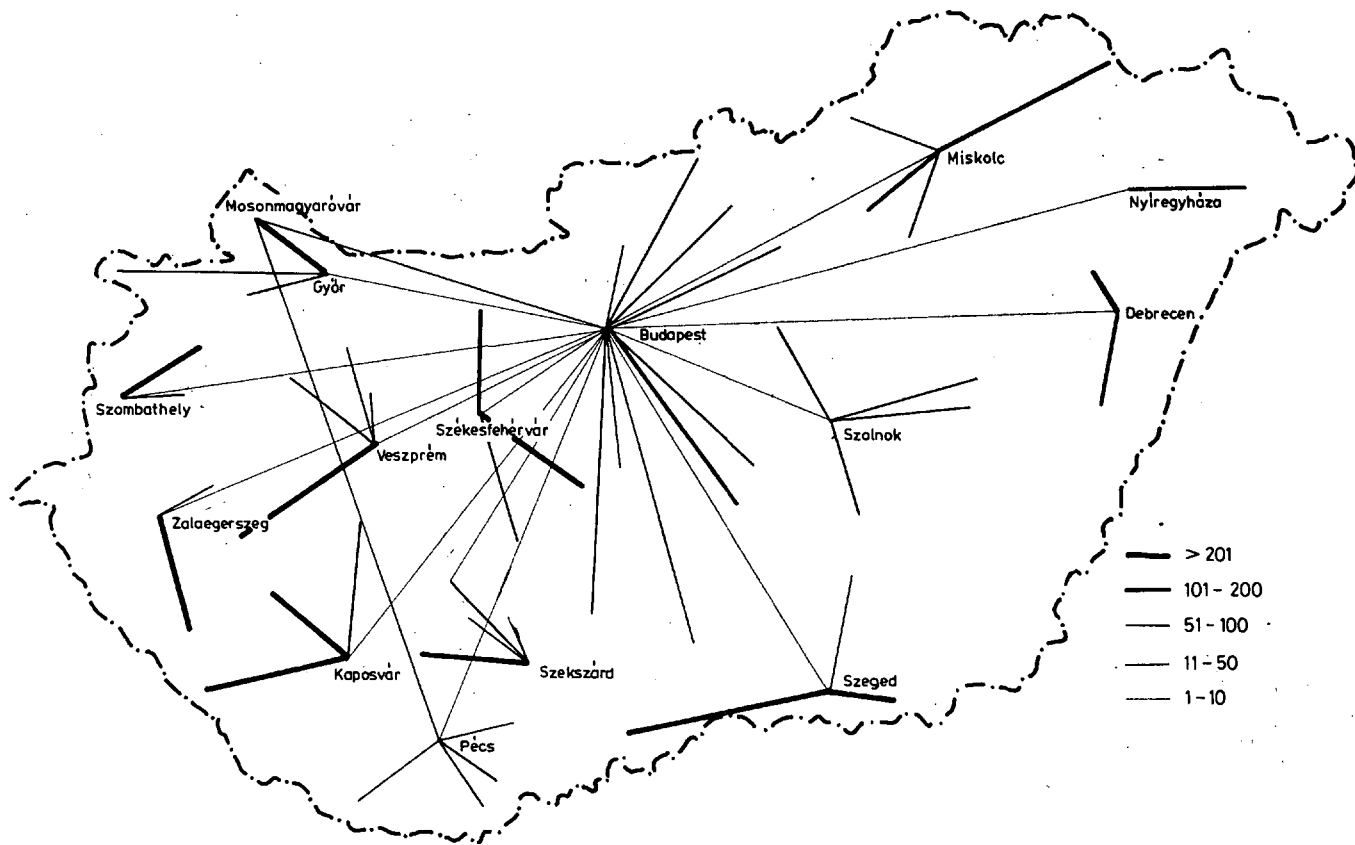 Miskolc
Nyíregyháza
Mosonmagyaróvár
Győr
Debrecen
Budapest
Szombathely
Székesfehérvár
Szolnok
Veszprém
Zalaegerszeg
> 201
101 - 200
51 - 100
11 - 50
1 - 10
Kaposvár
Szekszárd
Szeged
Pécs